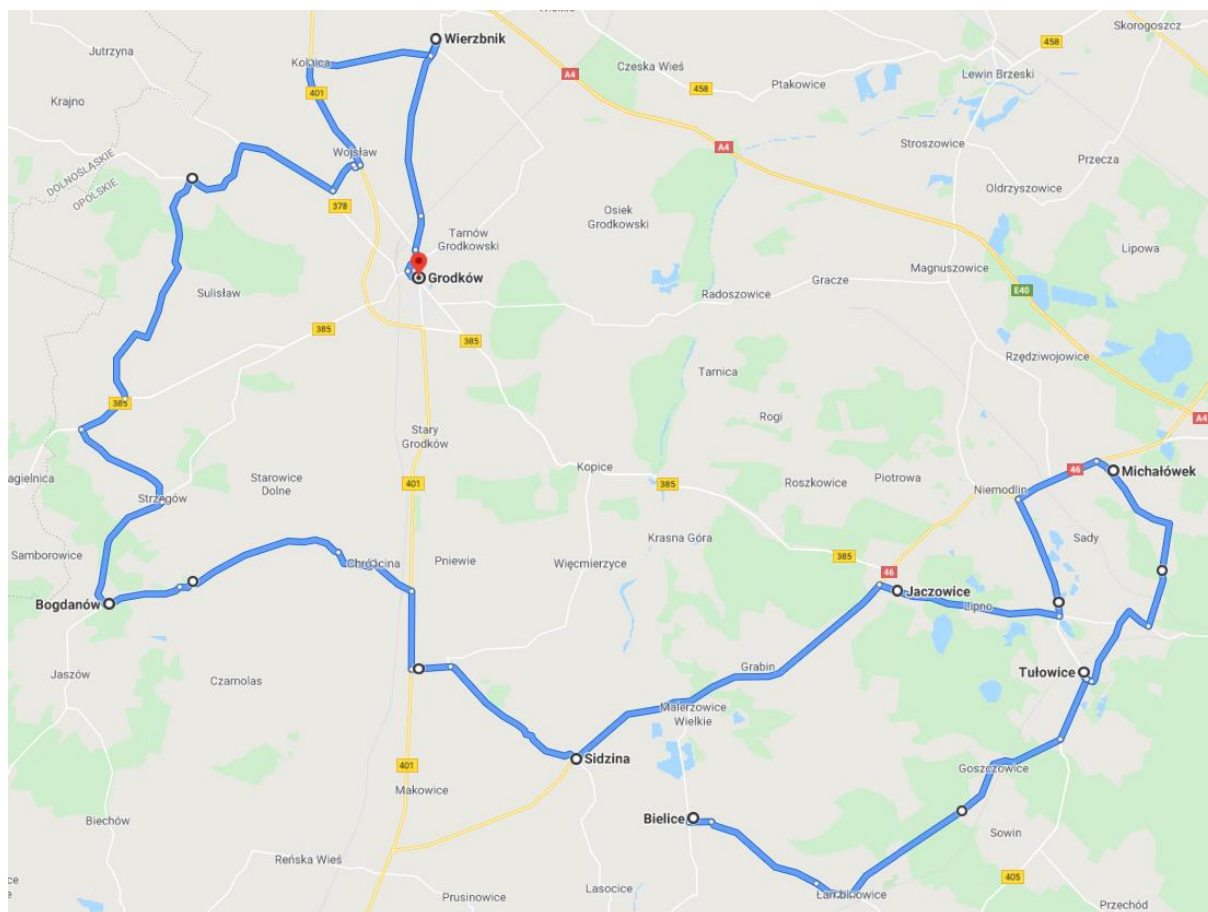 Skorogoszcz
Wierzbnik
458
Jutrzyna
Kolnica
A4
Czeska Wieś
Lewin Brzeski
Ptakowice
401
458
Krajno
A4
Stroszowice
Wojsław
Przecza
DOLNOŚLĄSKIE
OPOLSKIE
Oldrzyszowice
378
Osiek
Grodkowski
Tarnów
Grodkowski
Lipowa
Magnuszowice
Grodków
Gracze
E40
Sulisław
Radoszowice
385
385
Rzędziwojowice
Tarnica
385
Rogi
A4
Stary
Grodków
Kopice
46
Michałówek
agielnica
Starowice
Dolne
401
385
Roszkowice
Piotrowa
Niemodlin
Strzegów
Krasna Góra
Sady
Samborowice
Chróścina
Pniewie
Więcmierzyce
385
46
Jaczowice
Lipno
Bogdanów
Jaszów
Czarnolas
Grabin
Tułowice
Malerzowice
Wielkie
Sidzina
401
Goszczowice
Makowice
Biechów
Bielice
Sowin
Reńska Wieś
405
Lasocice
Łambinowice
Prusinowice
Przechód
ce